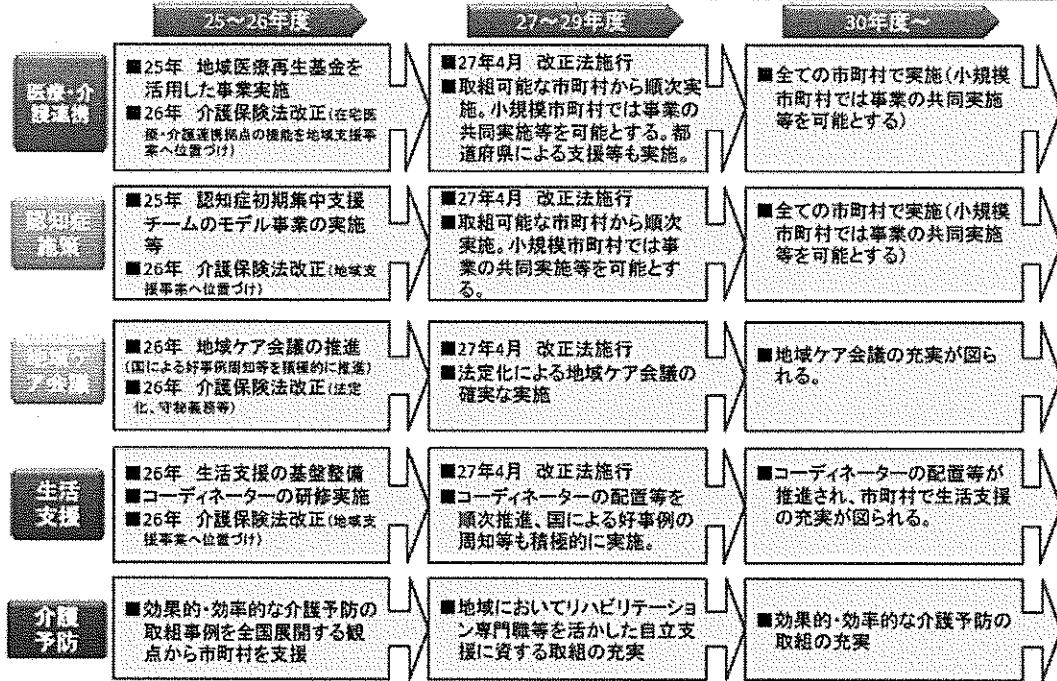 25～26年度
27～29年度
30年度～
医療・介
護連携
■25年 地域医療再生基金を
活用した事業実施
■26年 介護保険法改正(在宅医
療・介護連携拠点の機能を地域支援事
業へ位置づけ)
■27年4月 改正法施行
■取組可能な市町村から順次実
施。小規模市町村では事業の
共同実施等を可能とする。都
道府県による支援等も実施。
■全ての市町村で実施(小規模
市町村では事業の共同実施
等を可能とする)
認知症
施策
■25年 認知症初期集中支援
チームのモデル事業の実施
等
■26年 介護保険法改正(地域支
援事業へ位置づけ)
■27年4月 改正法施行
■取組可能な市町村から順次
実施。小規模市町村では事
業の共同実施等を可能とす
る。
■全ての市町村で実施(小規模
市町村では事業の共同実施
等を可能とする)
地域ケ
ア会議
■26年 地域ケア会議の推進
(国による好事例周知等を積極的に推進)
■26年 介護保険法改正(法定
化、守秘義務等)
■27年4月 改正法施行
■法定化による地域ケア会議の
確実な実施
■地域ケア会議の充実が図ら
れる。
生活
支援
■26年 生活支援の基盤整備
■コーディネーターの研修実施
■26年 介護保険法改正(地域支
援事業へ位置づけ)
■27年4月 改正法施行
■コーディネーターの配置等を
順次推進、国による好事例の
周知等も積極的に実施。
■コーディネーターの配置等が
推進され、市町村で生活支援
の充実が図られる。
介護
予防
■効果的・効率的な介護予防の
取組事例を全国展開する観
点から市町村を支援
■地域においてリハビリテーショ
ン専門職等を活かした自立支
援に資する取組の充実
■効果的・効率的な介護予防の
取組の充実